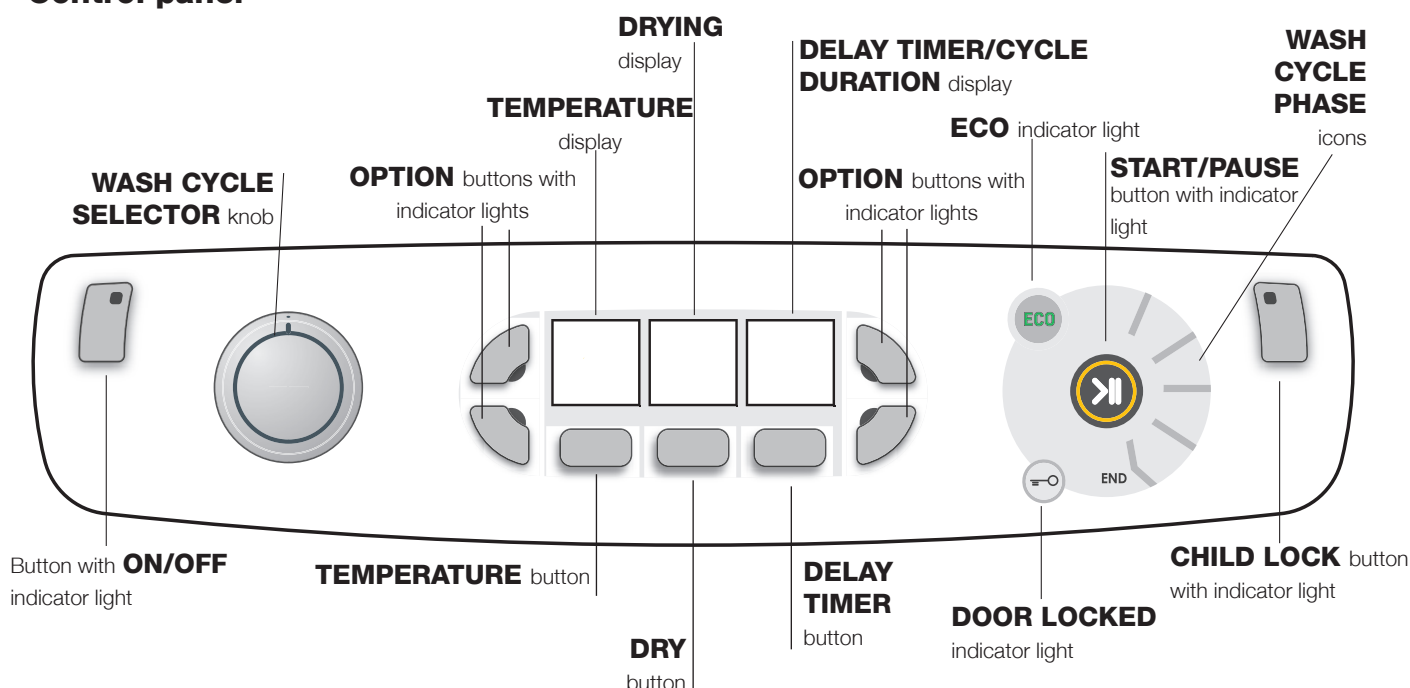 Control panel
DRYING
display
DELAY TIMER/CYCLE
DURATION display
WASH
CYCLE
PHASE
icons
TEMPERATURE
display
ECO indicator light
START/PAUSE
button with indicator
light
WASH CYCLE
SELECTOR knob
OPTION buttons with
indicator lights
OPTION buttons with
indicator lights
ECO
END
Button with ON/OFF
indicator light
TEMPERATURE button
DRY
button
DELAY
TIMER
button
DOOR LOCKED
indicator light
CHILD LOCK button
with indicator light